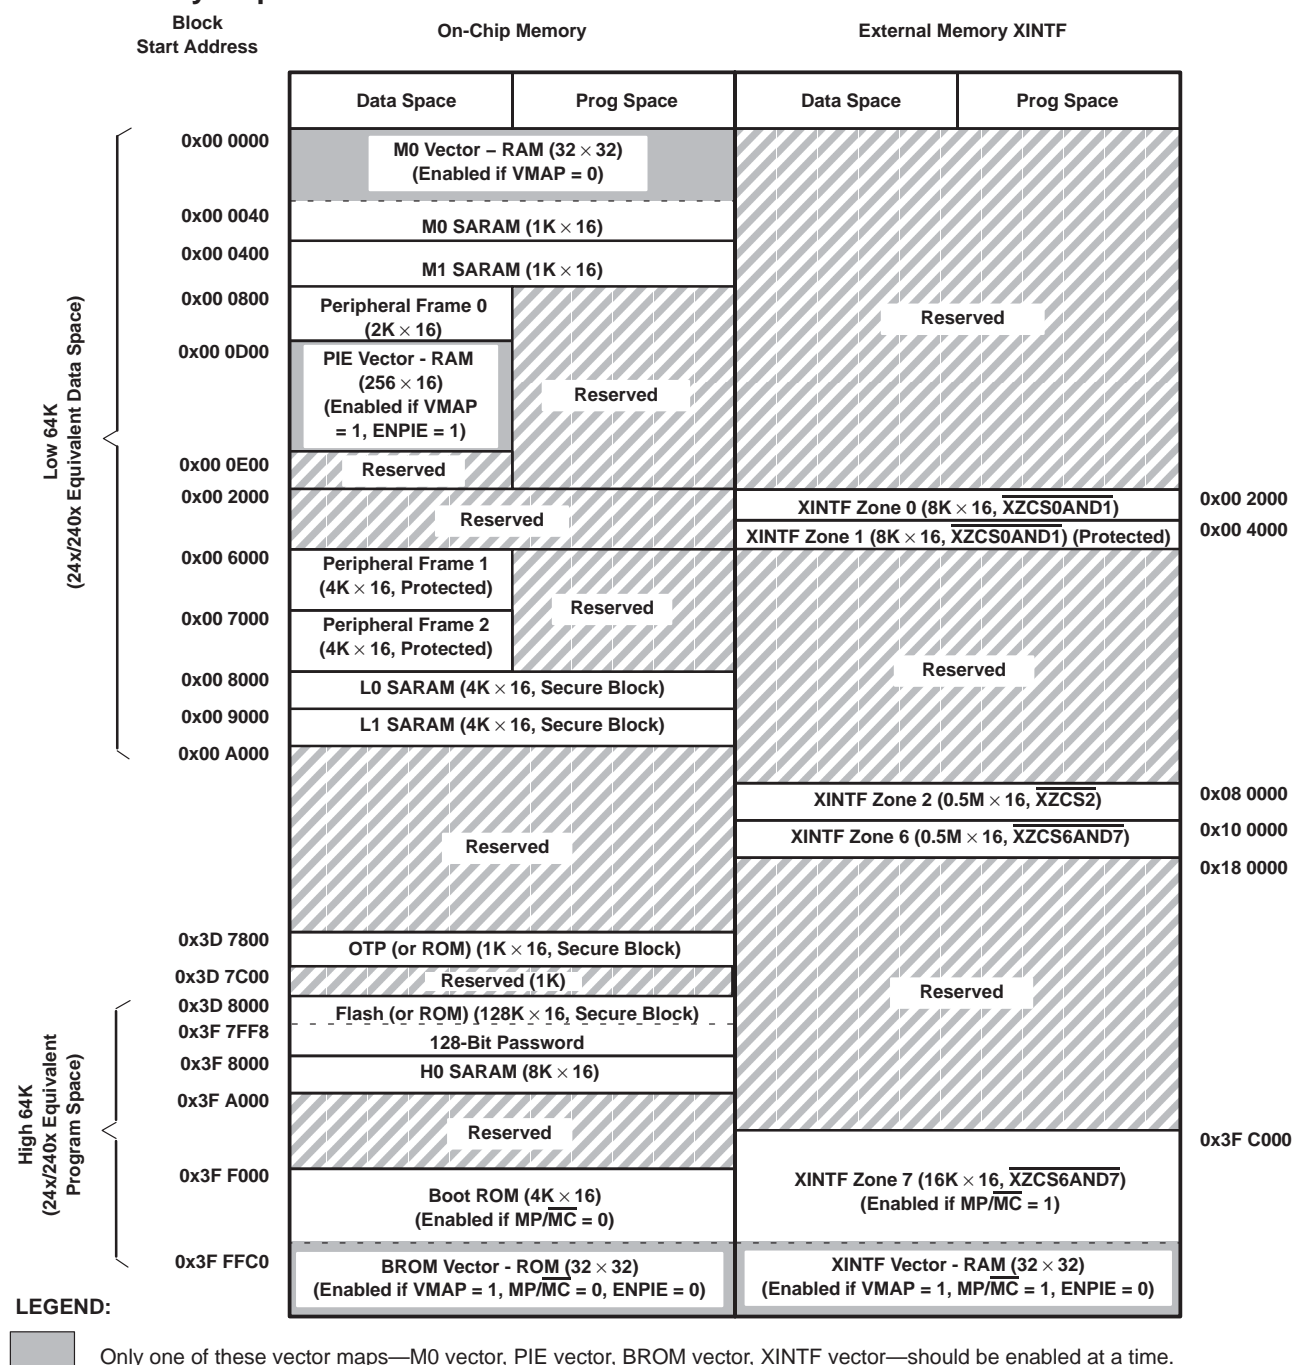 Block
Start Address
On-Chip Memory
External Memory XINTF
Data Space
Prog Space
Data Space
Prog Space
0x00 0000
M0 Vector – RAM (32 × 32)
(Enabled if VMAP = 0)
0x00 0040
M0 SARAM (1K × 16)
0x00 0400
M1 SARAM (1K × 16)
0x00 0800
Peripheral Frame 0
(2K × 16)
Reserved
0x00 0D00
PIE Vector - RAM
(256 × 16)
(Enabled if VMAP
= 1, ENPIE = 1)
Reserved
0x00 0E00
Reserved
0x00 2000
Reserved
XINTF Zone 0 (8K × 16, XZCS0AND1)
0x00 2000
XINTF Zone 1 (8K × 16, XZCS0AND1) (Protected)
0x00 4000
Low 64K
(24x/240x Equivalent Data Space)
0x00 6000
Peripheral Frame 1
(4K × 16, Protected)
Reserved
0x00 7000
Peripheral Frame 2
(4K × 16, Protected)
Reserved
0x00 8000
L0 SARAM (4K × 16, Secure Block)
0x00 9000
L1 SARAM (4K × 16, Secure Block)
0x00 A000
Reserved
XINTF Zone 2 (0.5M × 16, XZCS2)
0x08 0000
XINTF Zone 6 (0.5M × 16, XZCS6AND7)
0x10 0000
0x18 0000
0x3D 7800
OTP (or ROM) (1K × 16, Secure Block)
0x3D 7C00
Reserved (1K)
Reserved
0x3D 8000
Flash (or ROM) (128K × 16, Secure Block)
0x3F 7FF8
128-Bit Password
0x3F 8000
H0 SARAM (8K × 16)
0x3F A000
Reserved
0x3F C000
High 64K
(24x/240x Equivalent
Program Space)
0x3F F000
Boot ROM (4K × 16)
(Enabled if MP/MC = 0)
XINTF Zone 7 (16K × 16, XZCS6AND7)
(Enabled if MP/MC = 1)
0x3F FFC0
BROM Vector - ROM (32 × 32)
(Enabled if VMAP = 1, MP/MC = 0, ENPIE = 0)
XINTF Vector - RAM (32 × 32)
(Enabled if VMAP = 1, MP/MC = 1, ENPIE = 0)
LEGEND:
Only one of these vector maps—M0 vector, PIE vector, BROM vector, XINTF vector—should be enabled at a time.